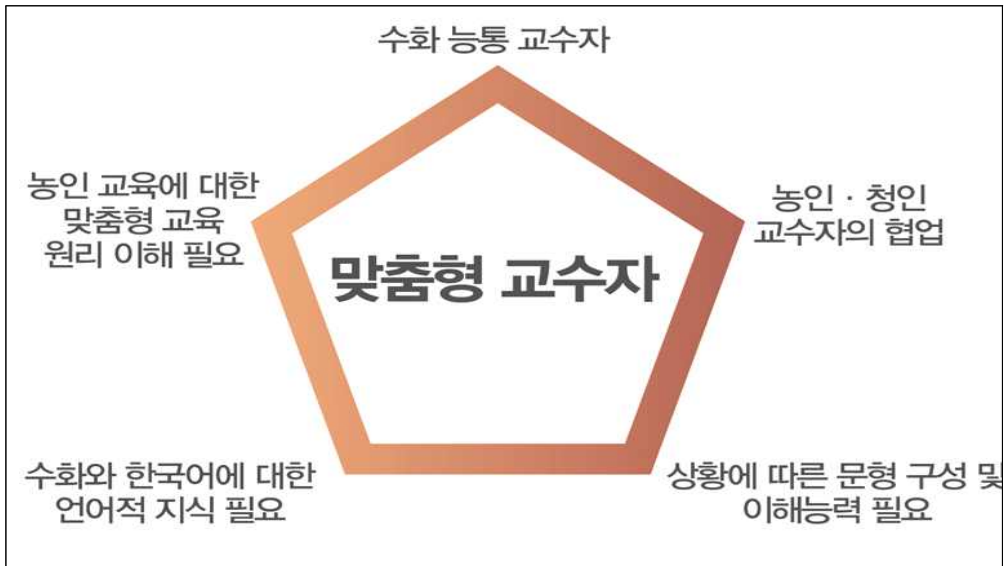 수화 능통 교수자
농인 교육에 대한
맞춤형 교육
원리 이해 필요
농인 · 청인
교수자의 협업
맞춤형 교수자
수화와 한국어에 대한
언어적 지식 필요
상황에 따른 문형 구성 및
이해능력 필요